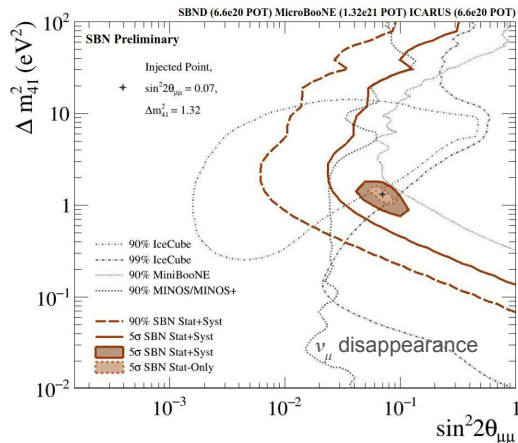 SBND (6.6e20 POT) MicroBooNE (1.32e21 POT) ICARUS (6.6e20 POT)
SBN Preliminary
Injected Point,
sin²2θμμ = 0.07,
Δm²41 = 1.32
Δ m²41 (eV²)
10²
10
1
10⁻¹
10⁻²
90% IceCube
99% IceCube
90% MiniBooNE
90% MINOS/MINOS+
90% SBN Stat+Syst
5σ SBN Stat+Syst
5σ SBN Stat+Syst
5σ SBN Stat-Only
νμ disappearance
10⁻³ 10⁻² 10⁻¹ 1
sin²2θμμ